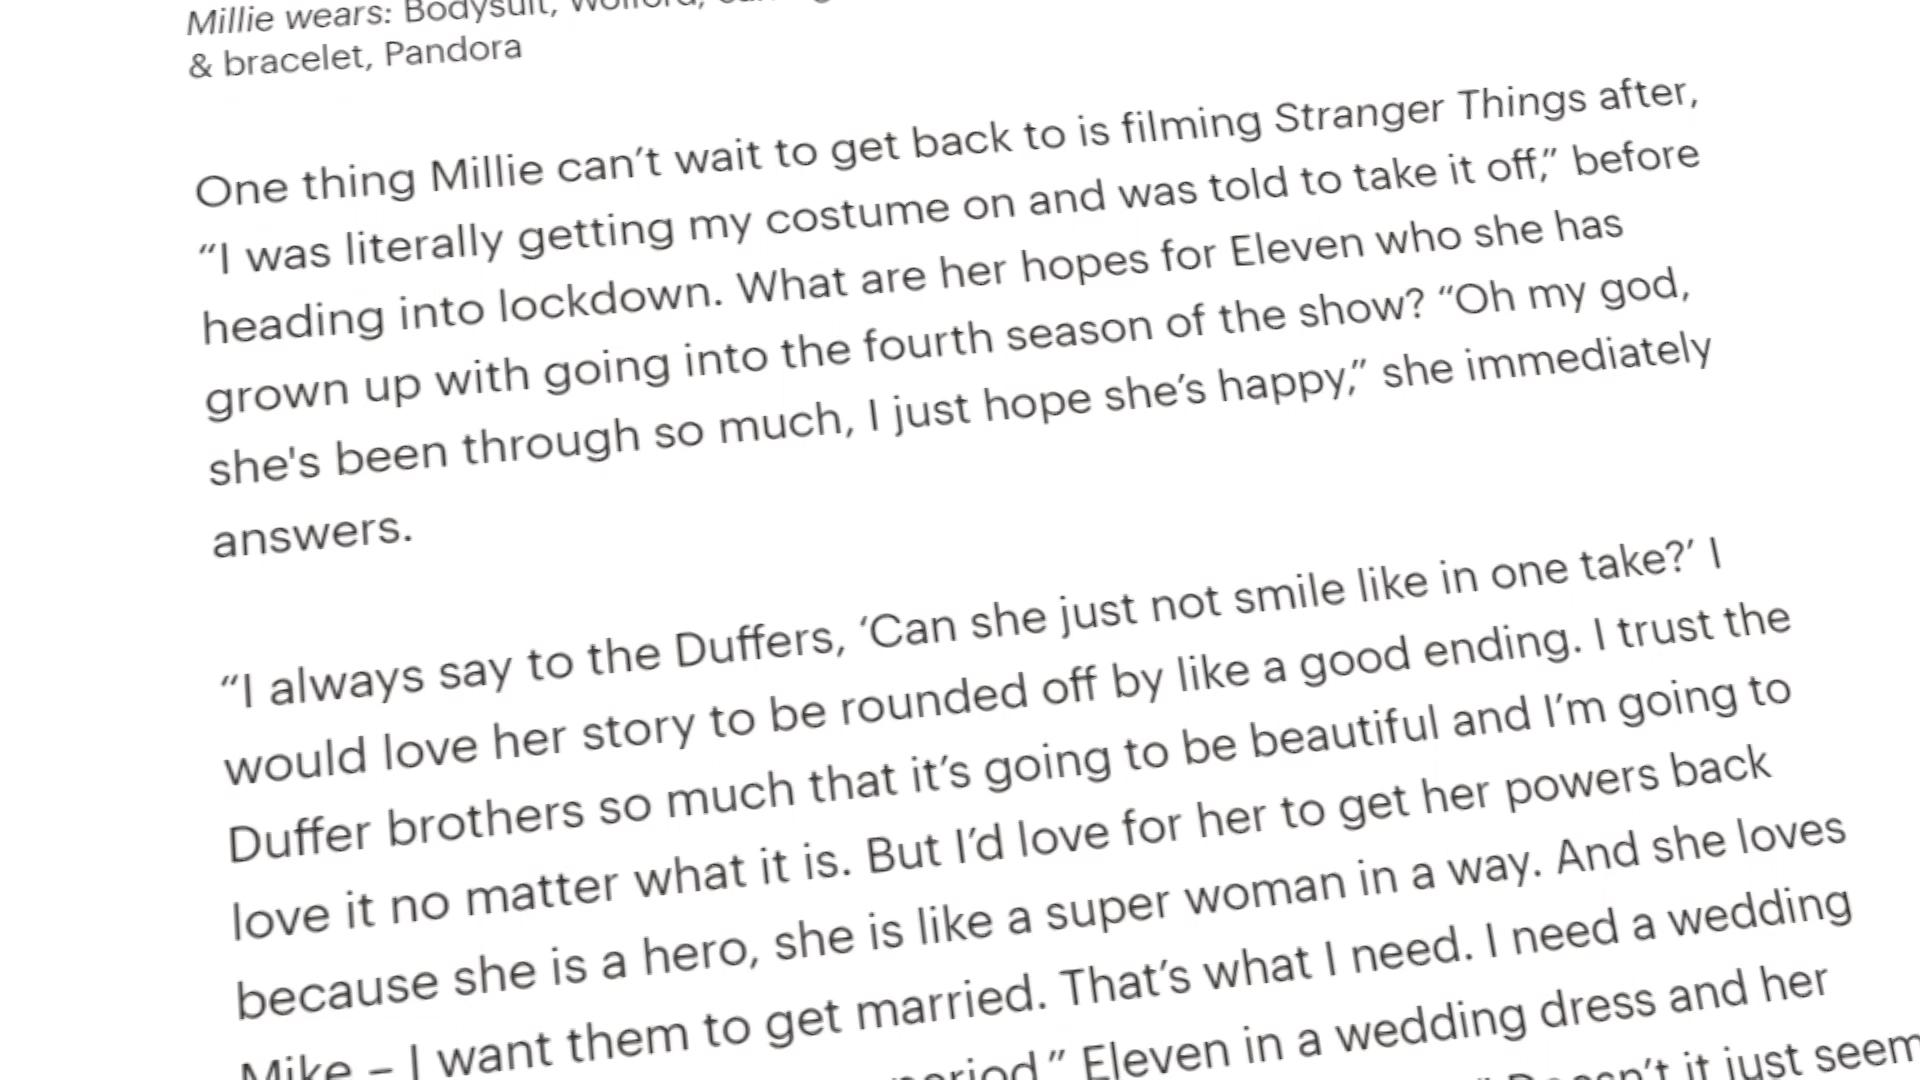 Millie wears: Bodysuit, Wolford,
& bracelet, Pandora
One thing Millie can’t wait to get back to is filming Stranger Things after,
“I was literally getting my costume on and was told to take it off,” before
heading into lockdown. What are her hopes for Eleven who she has
grown up with going into the fourth season of the show? “Oh my god,
she's been through so much, I just hope she’s happy,” she immediately
answers.
“I always say to the Duffers, ‘Can she just not smile like in one take?’ I
would love her story to be rounded off by like a good ending. I trust the
Duffer brothers so much that it’s going to be beautiful and I’m going to
love it no matter what it is. But I’d love for her to get her powers back
because she is a hero, she is like a super woman in a way. And she loves
Mike – I want them to get married. That’s what I need. I need a wedding
period.” Eleven in a wedding dress and her
Doesn’t it just seem